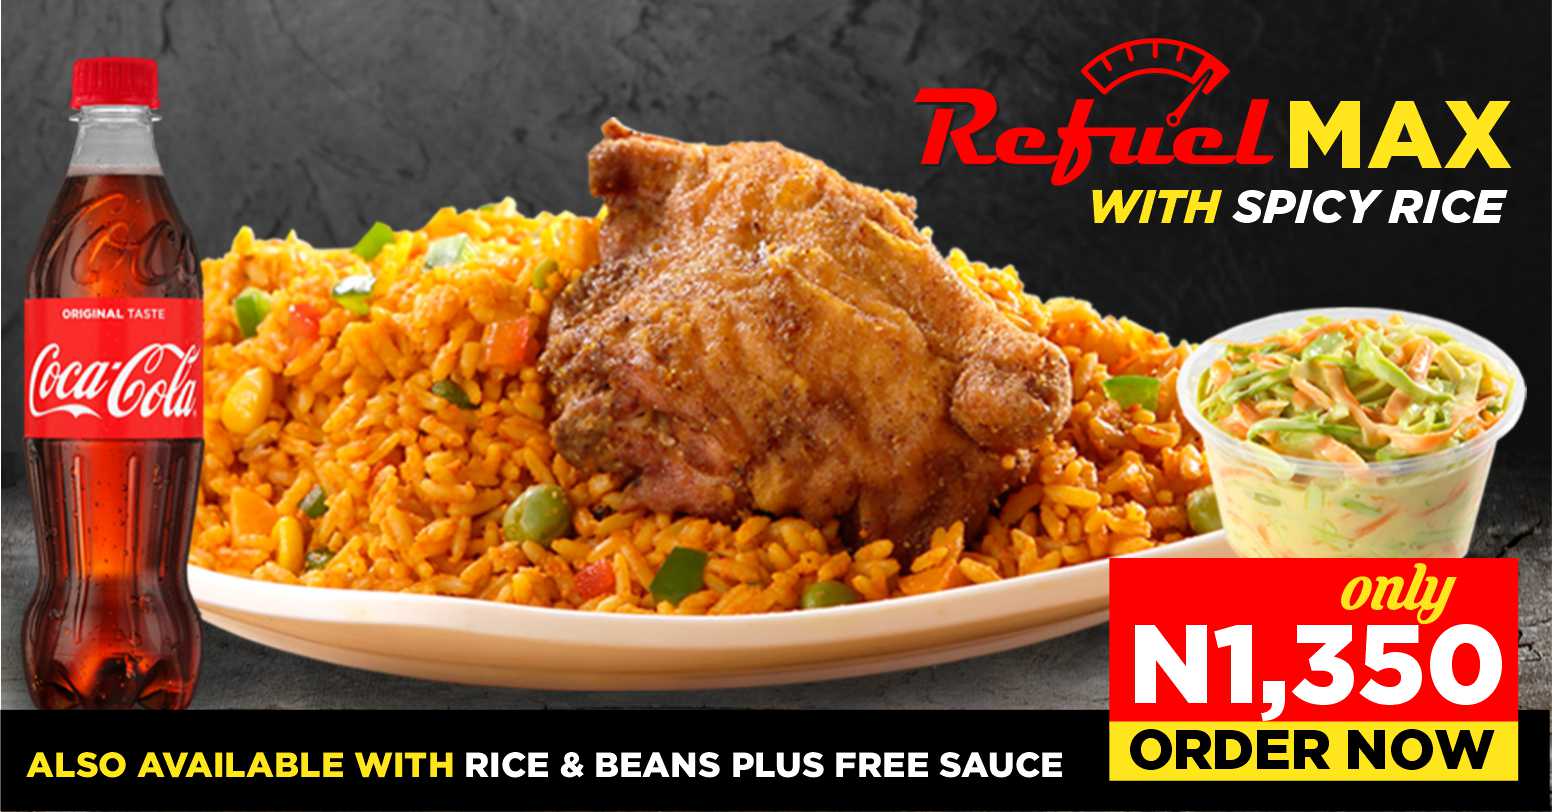 Refuel MAX
WITH SPICY RICE
ORIGINAL TASTE
Coca-Cola
only
N1,350
ORDER NOW
ALSO AVAILABLE WITH RICE & BEANS PLUS FREE SAUCE